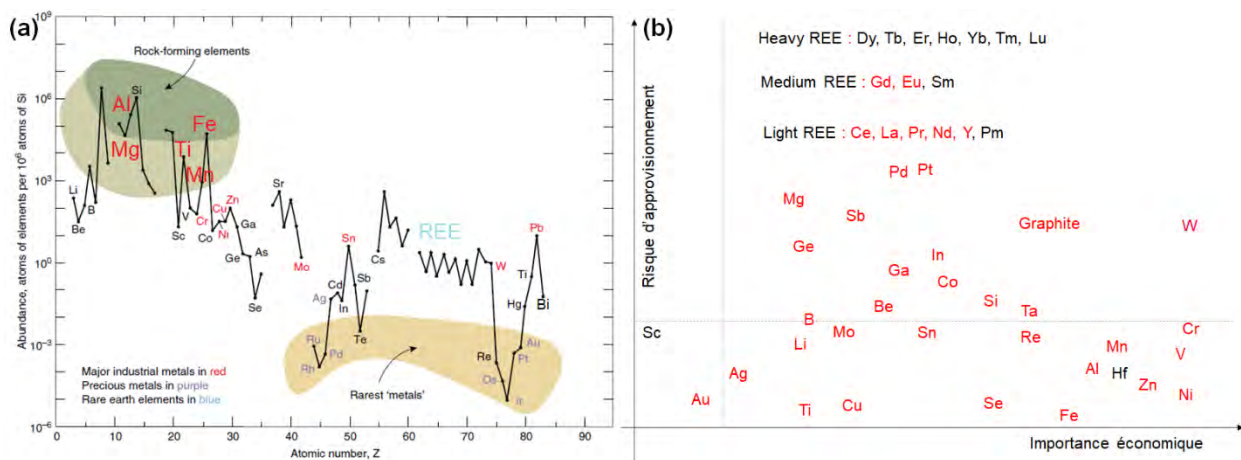 (a)
Abundance, atoms of elements per 10⁶ atoms of Si
10⁹
10⁶
10³
10⁰
10⁻³
10⁻⁶
0 10 20 30 40 50 60 70 80 90
Atomic number, Z
Rock-forming elements
Si
Al
Fe
Mg
Ti
Mn
Li
B
Be
Sc
V
Cr
Co
Cu
Ni
Zn
Ga
Ge
As
Se
Sr
Mo
Sn
Ag
Cd
In
Sb
Te
Ru
Rh
Pd
Cs
REE
W
Pb
Ti
Hg
Bi
Re
Os
Ir
Pt
Au
Rarest ‘metals’
Major industrial metals in red
Precious metals in purple
Rare earth elements in blue
(b)
Risque d’approvisionnement
Heavy REE : Dy, Tb, Er, Ho, Yb, Tm, Lu
Medium REE : Gd, Eu, Sm
Light REE : Ce, La, Pr, Nd, Y, Pm
Pd Pt
Mg
Sb Graphite W
Ge In
Ga Co
Be Si Ta
B
Sc Mo Sn Re Cr
Li Mn V
Ag Al Hf Zn
Au Ti Cu Se Fe Ni
Importance économique